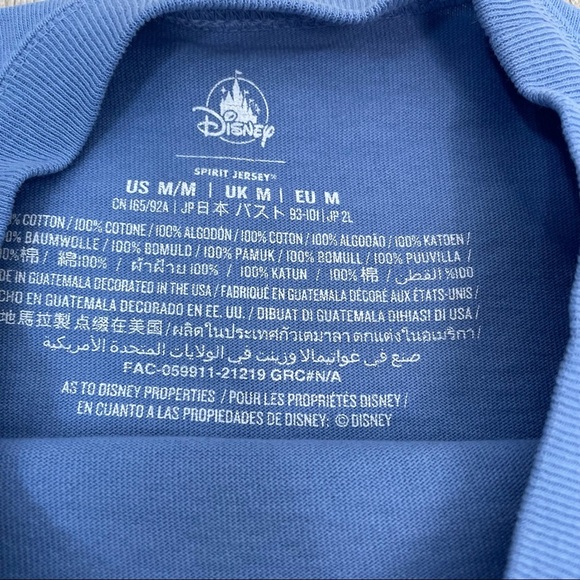 Disney
SPIRIT JERSEY®
US M/M | UK M | EU M
CN 165/92A | JP日本 バスト 93-101 | JP 2L
% COTTON / 100% COTONE / 100% ALGODÓN / 100% COTON / 100% ALGODÃO / 100% KATOEN /
0% BAUMWOLLE / 100% BOMULD / 100% PAMUK / 100% BOMULL / 100% PUUVILLA /
0% 棉 / 綿100% / ผ้าฝ้าย 100% / 100% KATUN / 100% 棉 / القطن %100
DE IN GUATEMALA DECORATED IN THE USA / FABRIQUÉ EN GUATEMALA DÉCORÉ AUX ÉTATS-UNIS /
CHO EN GUATEMALA DECORADO EN EE. UU. / DIBUAT DI GUATEMALA DIHIASI DI USA /
地馬拉製 点缀在美国 / ผลิตในประเทศกัวเตมาลา ตกแต่งในอเมริกา /
صنع في غواتيمالا وزينت في الولايات المتحدة الأمريكية
FAC-059911-21219 GRC#N/A
AS TO DISNEY PROPERTIES / POUR LES PROPRIÉTÉS DISNEY /
EN CUANTO A LAS PROPIEDADES DE DISNEY: © DISNEY